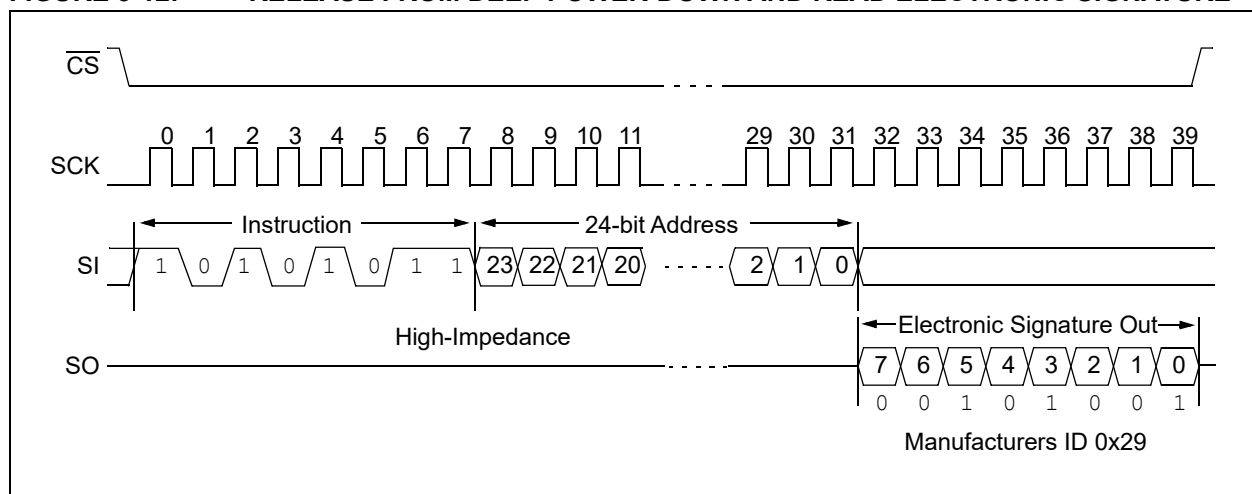 CS
0 1 2 3 4 5 6 7 8 9 10 11 29 30 31 32 33 34 35 36 37 38 39
SCK
Instruction 24-bit Address
SI 1 0 1 0 1 0 1 1 23 22 21 20 2 1 0
High-Impedance Electronic Signature Out
SO 7 6 5 4 3 2 1 0
0 0 1 0 1 0 0 1
Manufacturers ID 0x29